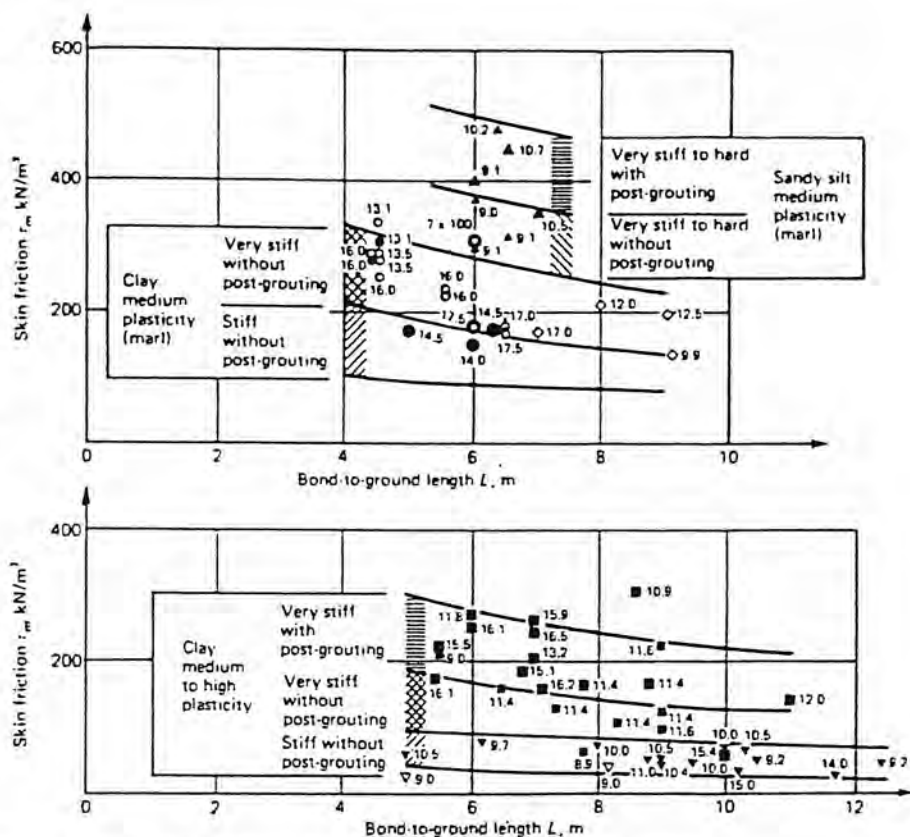 600
400
200
0
Skin friction τm, kN/m²
10.2
10.7
9.1
9.0
7 x 100
9.1
9.1
10.5
13 1
13.1
13.5
13.5
16.0
16.0
16.0
16.0
16.0
14.5
17.0
12.5
14.5
17.5
14.0
17 0
12 0
12.5
9 9
Very stiff
without
post-grouting
Clay
medium
plasticity
(marl)
Stiff
without
post-grouting
Very stiff to hard
with
post-grouting
Very stiff to hard
without
post-grouting
Sandy silt
medium
plasticity
(marl)
0 2 4 6 8 10
Bond-to-ground length L, m
400
200
0
Skin friction τm, kN/m²
Very stiff
with
post-grouting
Clay
medium
to high
plasticity
Very stiff
without
post-grouting
Stiff without
post-grouting
10.9
11.8
16.1
15.9
16.5
13.2
11.6
15.5
9.0
15.1
16.1
11.4
16.2
11.4
11.4
12.0
11.4
11.4
11.4
11.6
9.7
10.0
10.0
10.5
10.5
10.5
15.4
9.2
9.2
8.9
9.0
9.0
11.0
10.4
10.0
15.0
14.0
0 2 4 6 8 10 12
Bond-to-ground length L, m